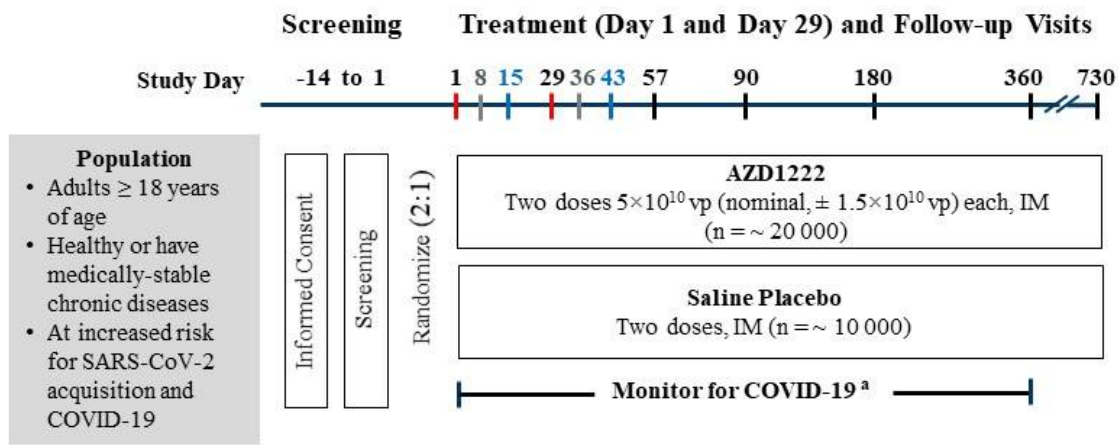 Screening
Treatment (Day 1 and Day 29) and Follow-up Visits
Study Day
-14 to 1
1 8 15 29 36 43 57 90 180 360 730
Population
• Adults ≥ 18 years
of age
• Healthy or have
medically-stable
chronic diseases
• At increased risk
for SARS-CoV-2
acquisition and
COVID-19
Informed Consent
Screening
Randomize (2:1)
AZD1222
Two doses 5×10¹⁰ vp (nominal, ± 1.5×10¹⁰ vp) each, IM
(n = ~ 20 000)
Saline Placebo
Two doses, IM (n = ~ 10 000)
Monitor for COVID-19 ᵃ